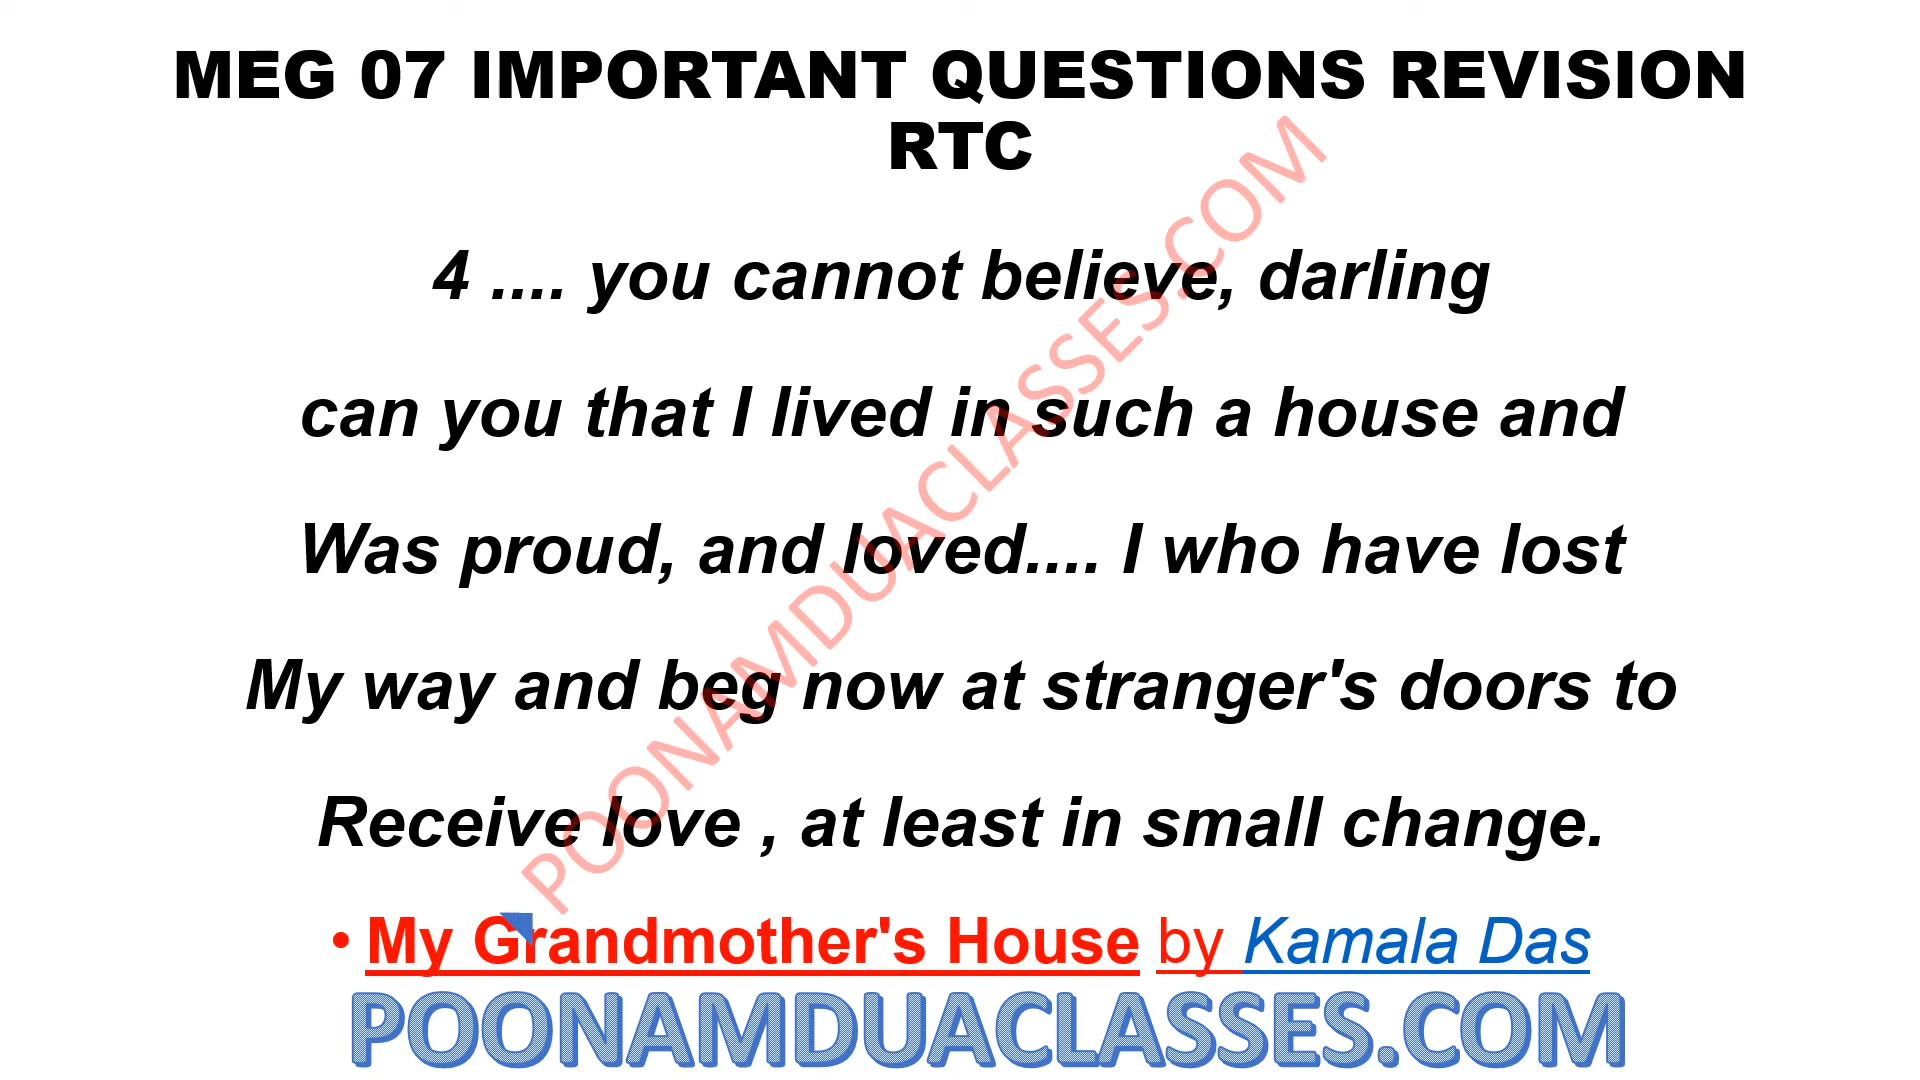 MEG 07 IMPORTANT QUESTIONS REVISION
RTC
4 .... you cannot believe, darling
can you that I lived in such a house and
Was proud, and loved.... I who have lost
My way and beg now at stranger's doors to
Receive love , at least in small change.
• My Grandmother's House by Kamala Das
POONAMDUACLASSES.COM
POONAMDUACLASSES.COM